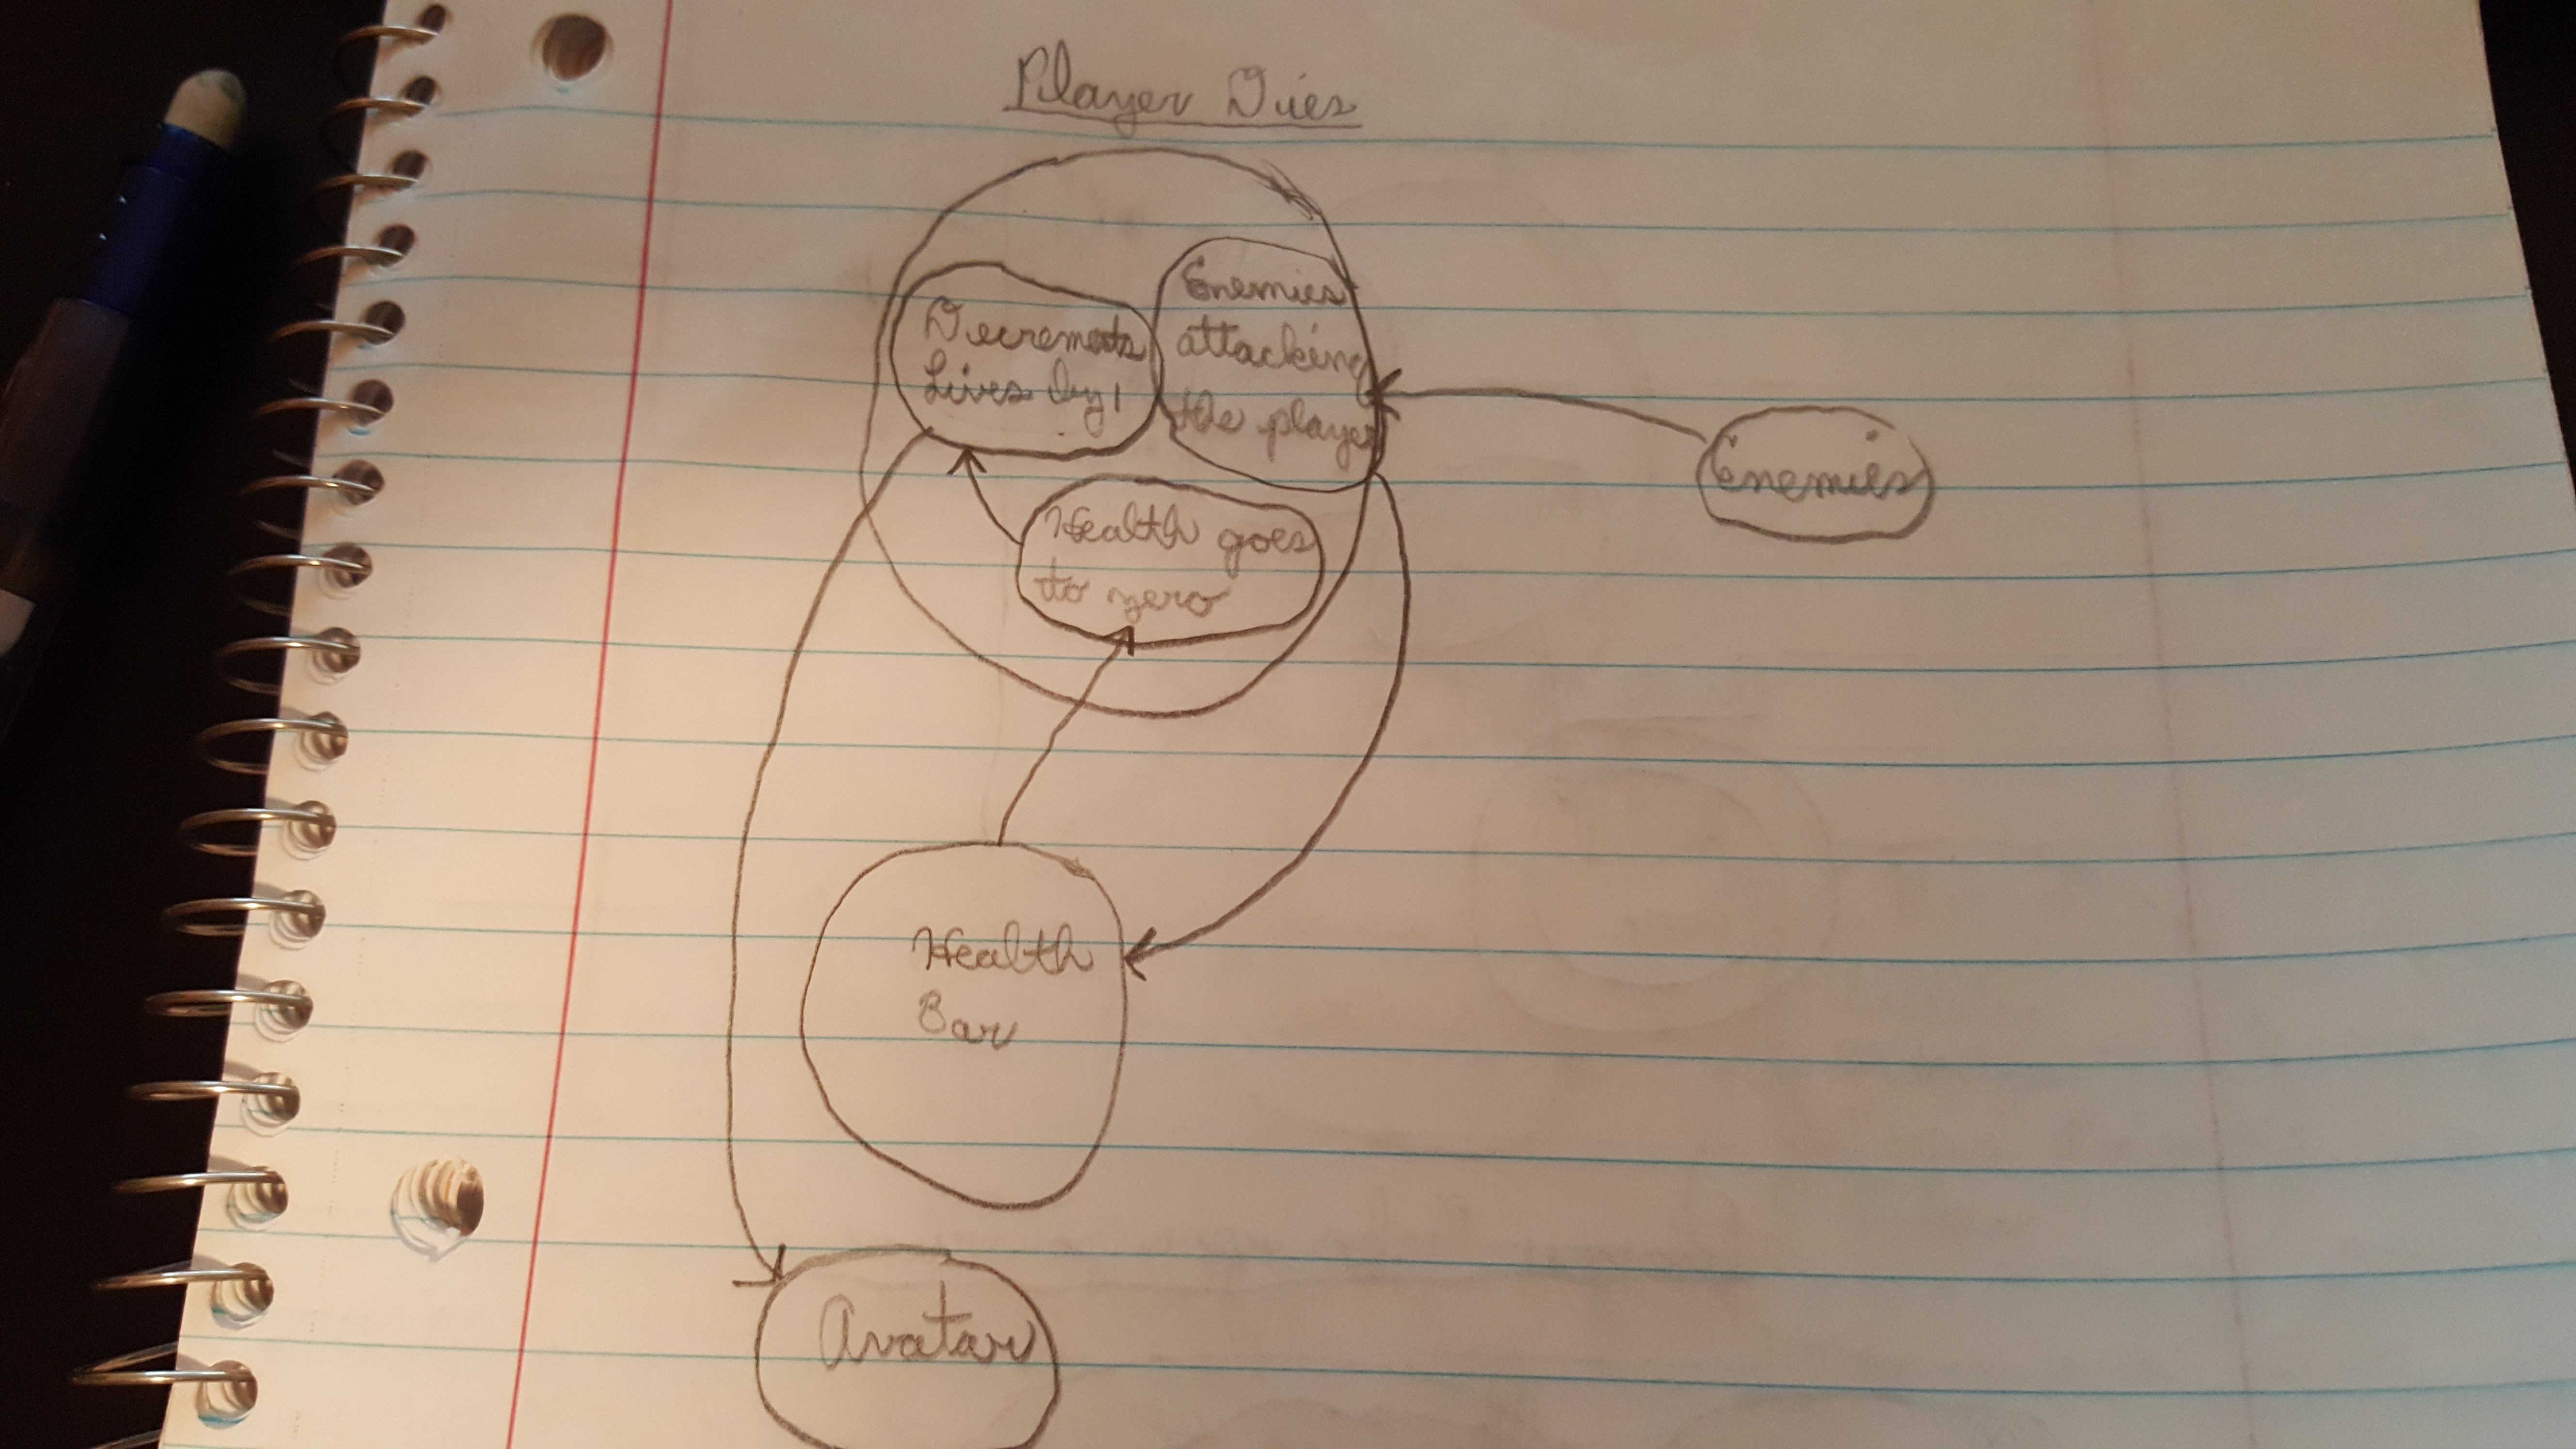 Player Dies
Decrements
Lives by 1
Enemies
attacking
the player
Enemies
Health goes
to zero
Health
Bar
Avatar